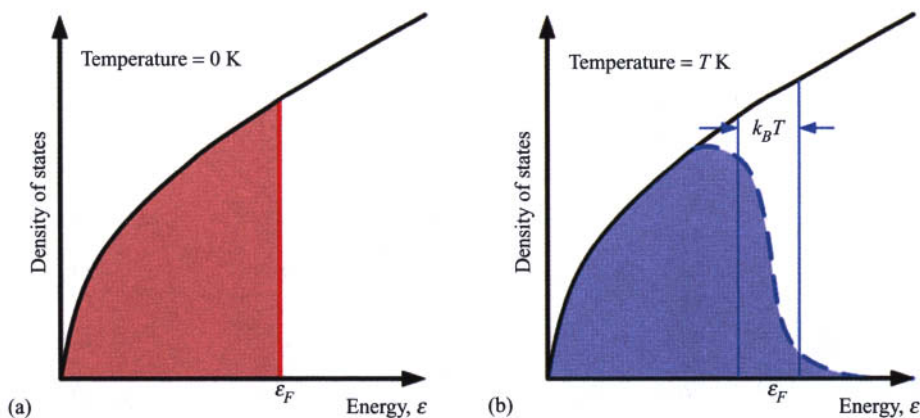 Temperature = 0 K
Density of states
ε_F
Energy, ε
(a)
Temperature = T K
k_BT
Density of states
ε_F
Energy, ε
(b)